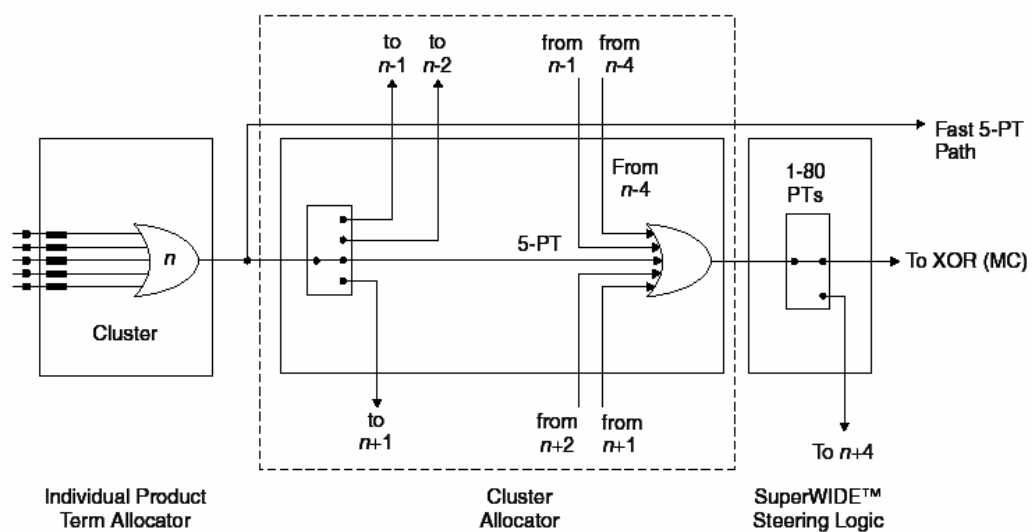 to
n-1
to
n-2
from
n-1
from
n-4
Fast 5-PT
Path
From
n-4
1-80
PTs
n
5-PT
To XOR (MC)
Cluster
to
n+1
from
n+2
from
n+1
To n+4
Individual Product
Term Allocator
Cluster
Allocator
SuperWIDE™
Steering Logic